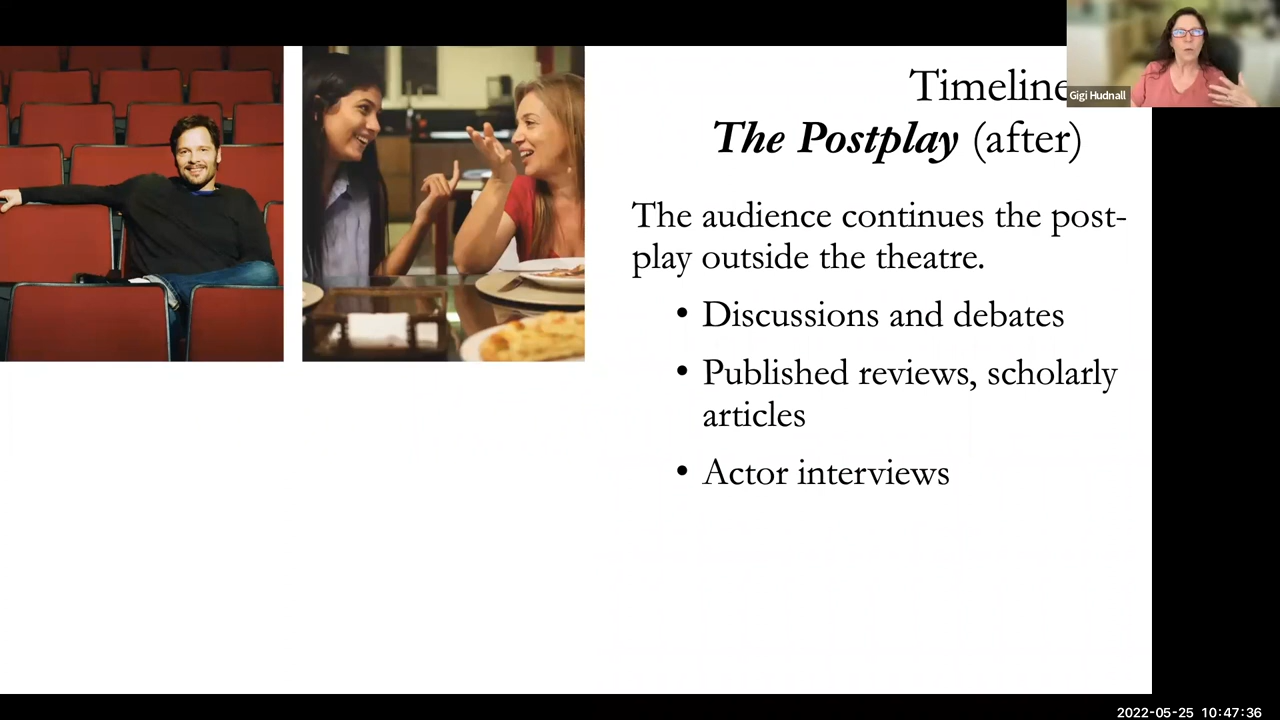 Timeline
Gigi Hudnall
The Postplay (after)
The audience continues the post-
play outside the theatre.
• Discussions and debates
• Published reviews, scholarly
articles
• Actor interviews
2022-05-25 10:47:36